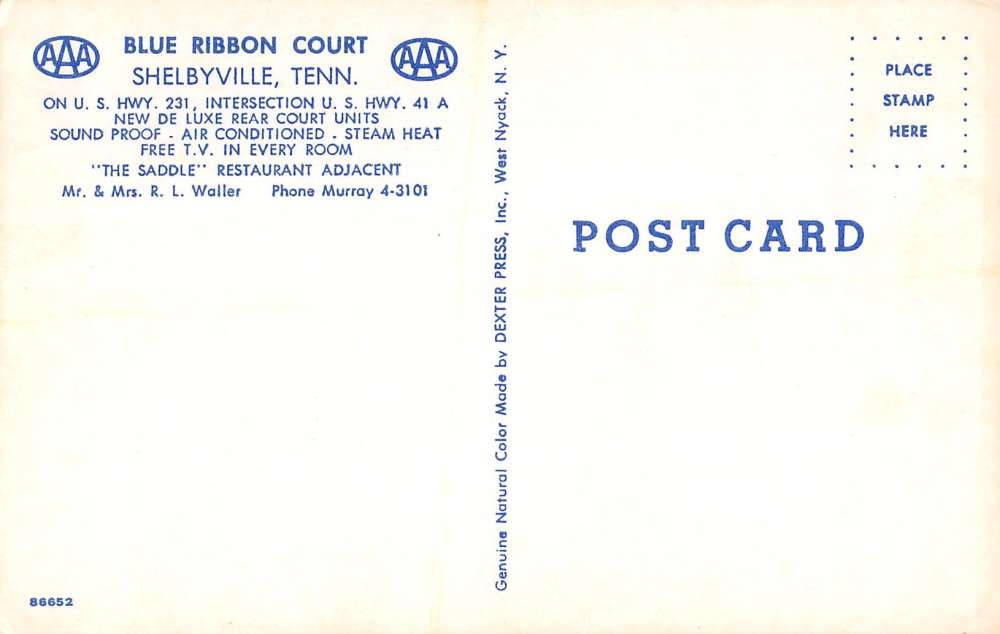 AAA BLUE RIBBON COURT AAA
SHELBYVILLE, TENN.
ON U. S. HWY. 231, INTERSECTION U. S. HWY. 41 A
NEW DE LUXE REAR COURT UNITS
SOUND PROOF - AIR CONDITIONED - STEAM HEAT
FREE T.V. IN EVERY ROOM
"THE SADDLE" RESTAURANT ADJACENT
Mr. & Mrs. R. L. Waller Phone Murray 4-3101
86652
Genuine Natural Color Made by DEXTER PRESS, Inc., West Nyack, N. Y.
PLACE
STAMP
HERE
POST CARD